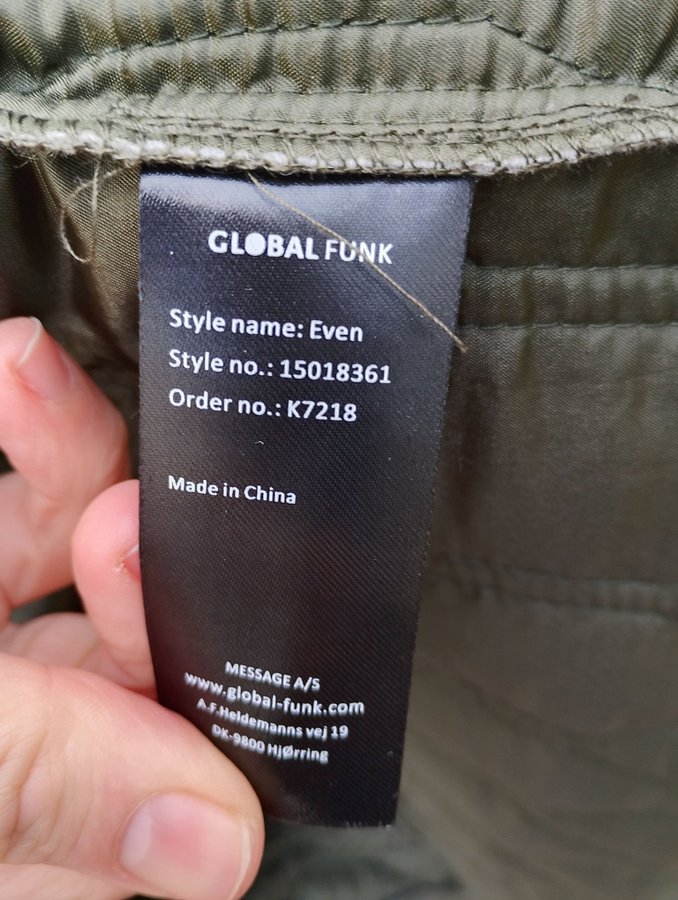 GLOBAL FUNK
Style name: Even
Style no.: 15018361
Order no.: K7218
Made in China
MESSAGE A/S
www.global-funk.com
A.F.Heldemanns vej 19
DK-9800 HjØrring